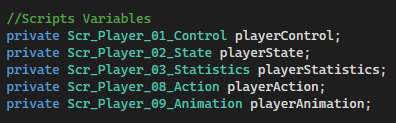 //Scripts Variables
private Scr_Player_01_Control playerControl;
private Scr_Player_02_State playerState;
private Scr_Player_03_Statistics playerStatistics;
private Scr_Player_08_Action playerAction;
private Scr_Player_09_Animation playerAnimation;